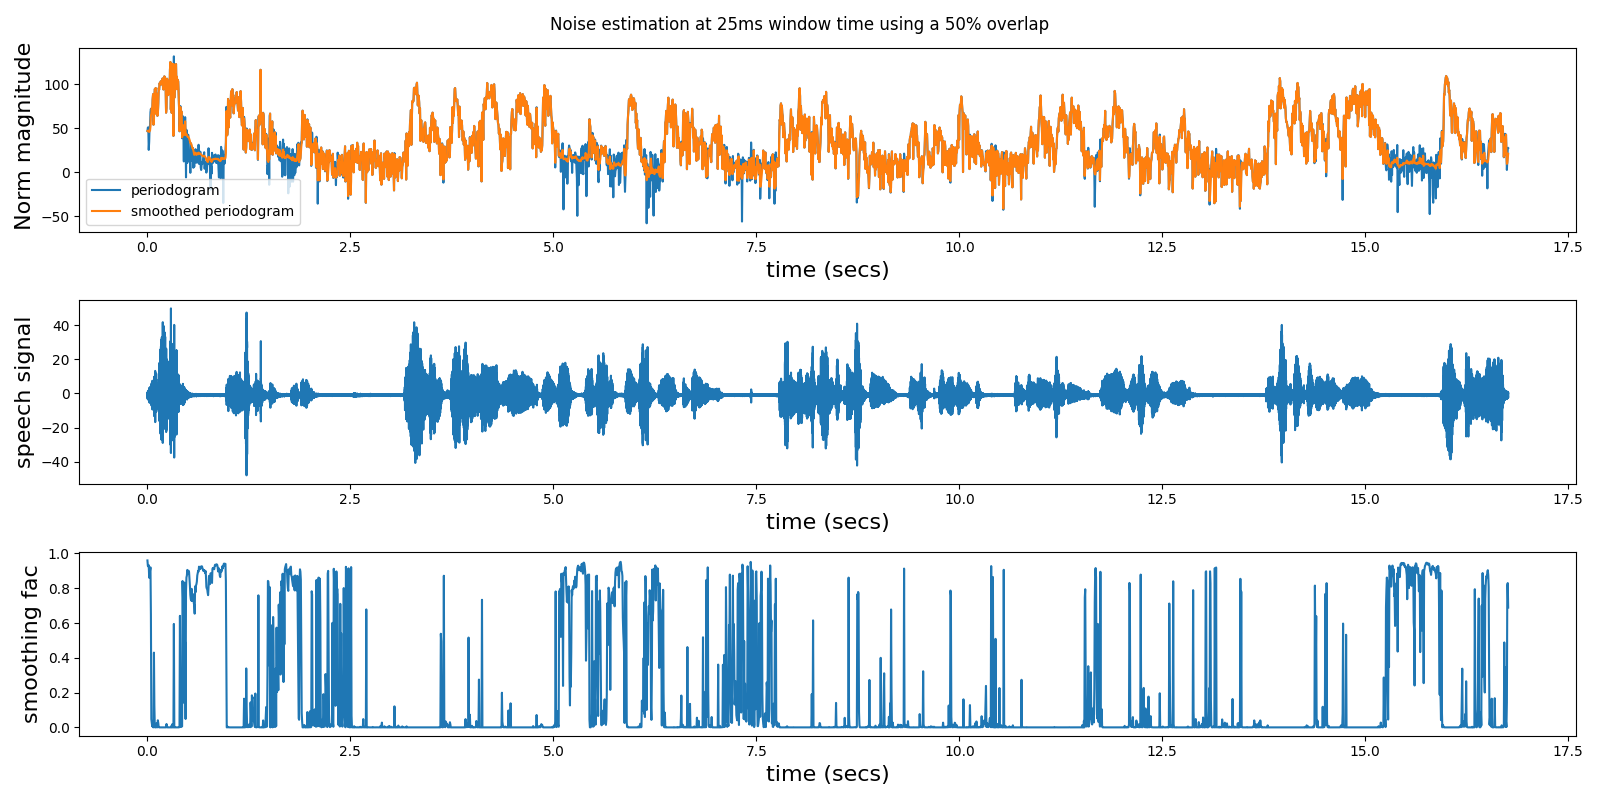 Noise estimation at 25ms window time using a 50% overlap
Norm magnitude
100
50
0
−50
periodogram
smoothed periodogram
0.0 2.5 5.0 7.5 10.0 12.5 15.0 17.5
time (secs)
speech signal
40
20
0
−20
−40
0.0 2.5 5.0 7.5 10.0 12.5 15.0 17.5
time (secs)
smoothing fac
1.0
0.8
0.6
0.4
0.2
0.0
0.0 2.5 5.0 7.5 10.0 12.5 15.0 17.5
time (secs)